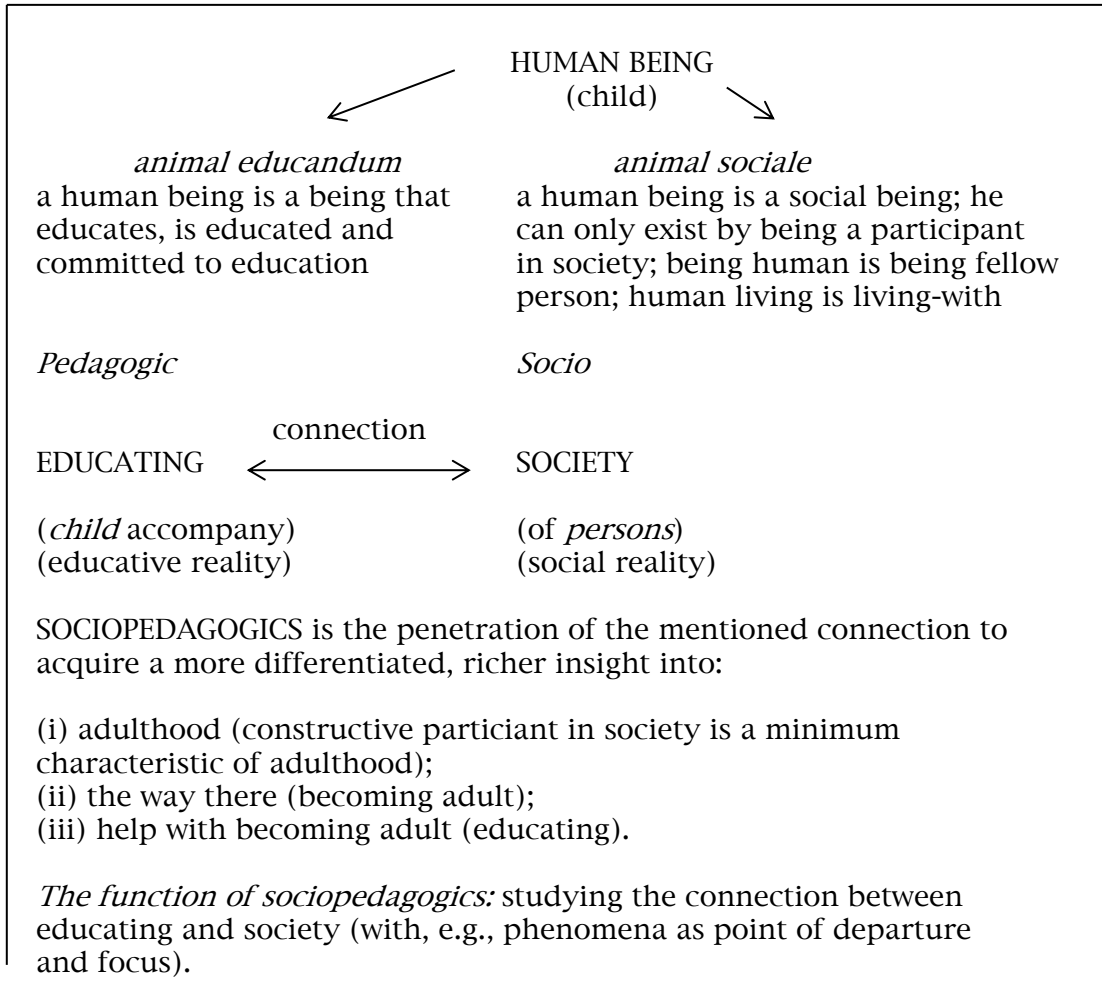 HUMAN BEING
(child)
animal educandum
a human being is a being that
educates, is educated and
committed to education
animal sociale
a human being is a social being; he
can only exist by being a participant
in society; being human is being fellow
person; human living is living-with
Pedagogic
Socio
connection
EDUCATING
SOCIETY
(child accompany)
(educative reality)
(of persons)
(social reality)
SOCIOPEDAGOGICS is the penetration of the mentioned connection to
acquire a more differentiated, richer insight into:
(i) adulthood (constructive particiant in society is a minimum
characteristic of adulthood);
(ii) the way there (becoming adult);
(iii) help with becoming adult (educating).
The function of sociopedagogics: studying the connection between
educating and society (with, e.g., phenomena as point of departure
and focus).